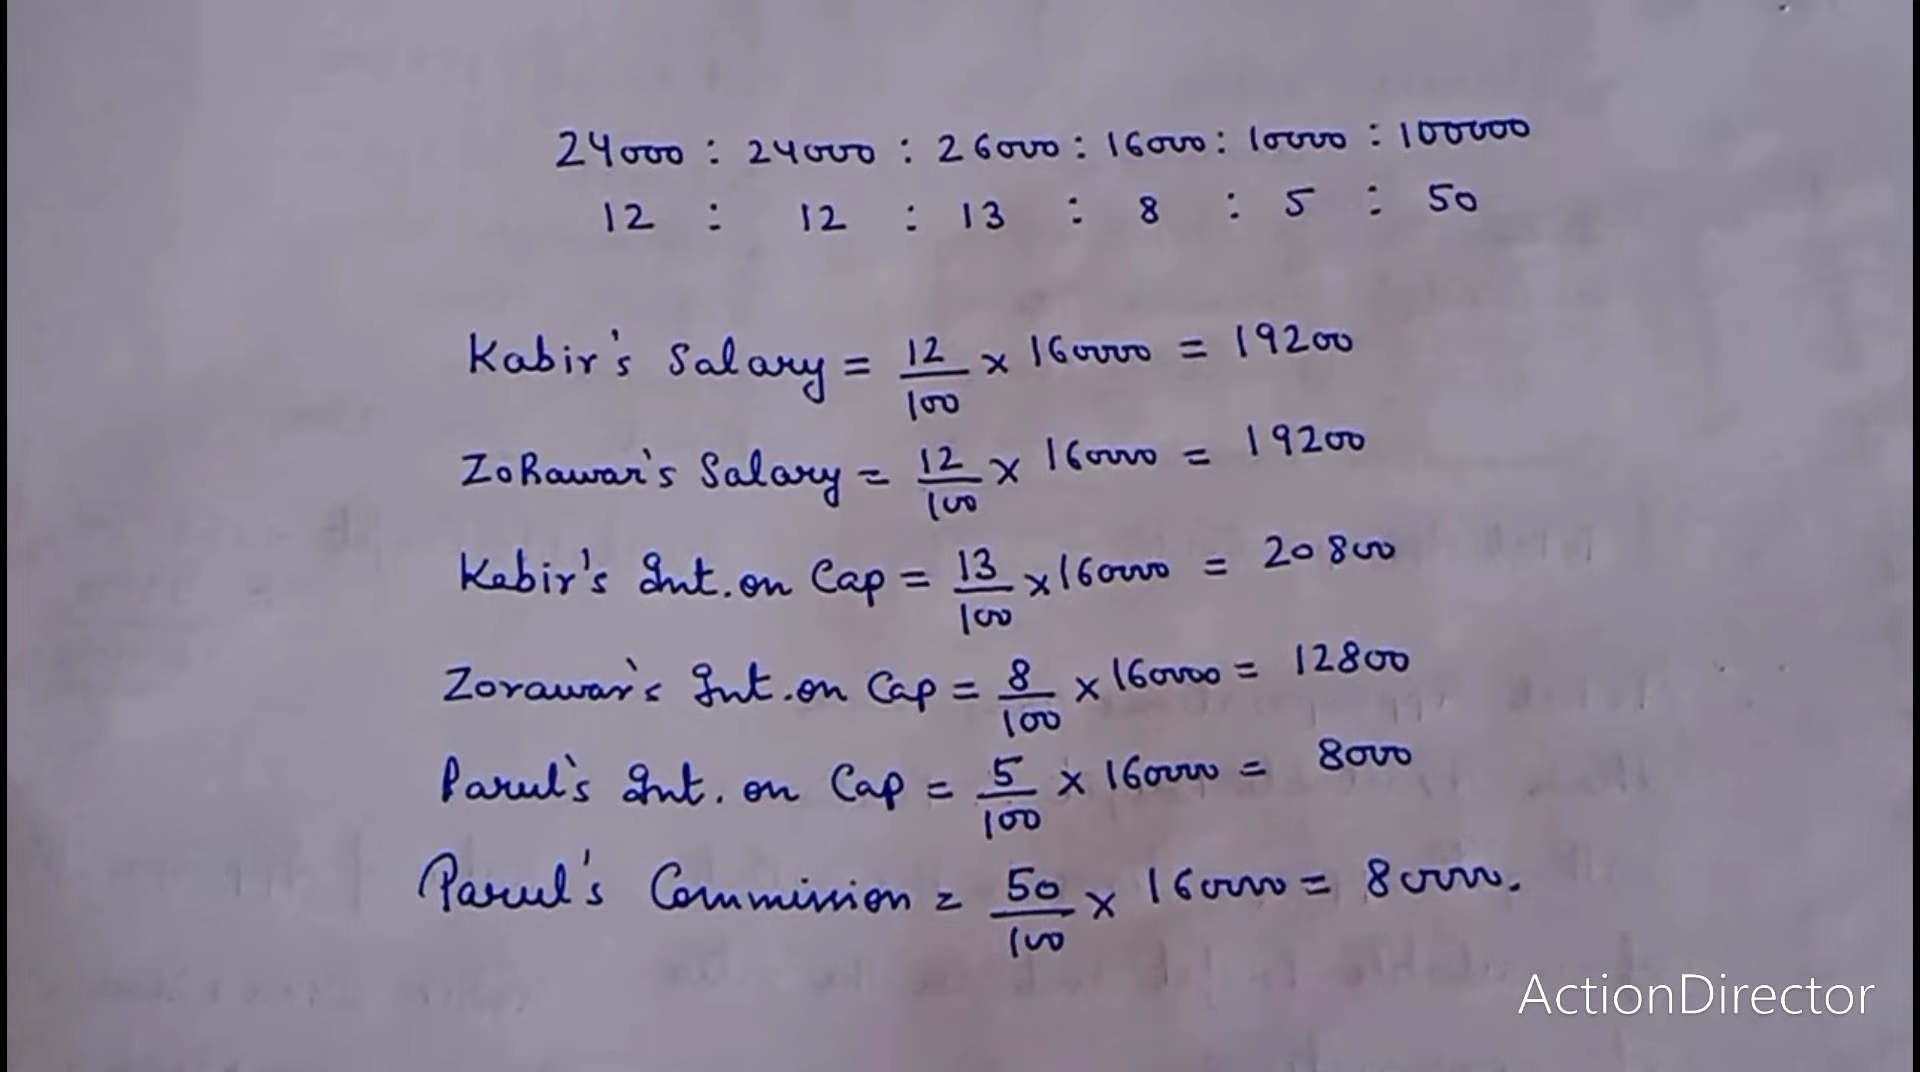 24000 : 24000 : 26000 : 16000 : 10000 : 100000
12 : 12 : 13 : 8 : 5 : 50
Kabir's Salary = 12/100 × 160000 = 19200
ZoRawar's Salary = 12/100 × 160000 = 19200
Kabir's Int. on Cap = 13/100 × 160000 = 20800
Zorawar's Int. on Cap = 8/100 × 160000 = 12800
Parul's Int. on Cap = 5/100 × 160000 = 8000
Parul's Commission = 50/100 × 160000 = 80000.
ActionDirector